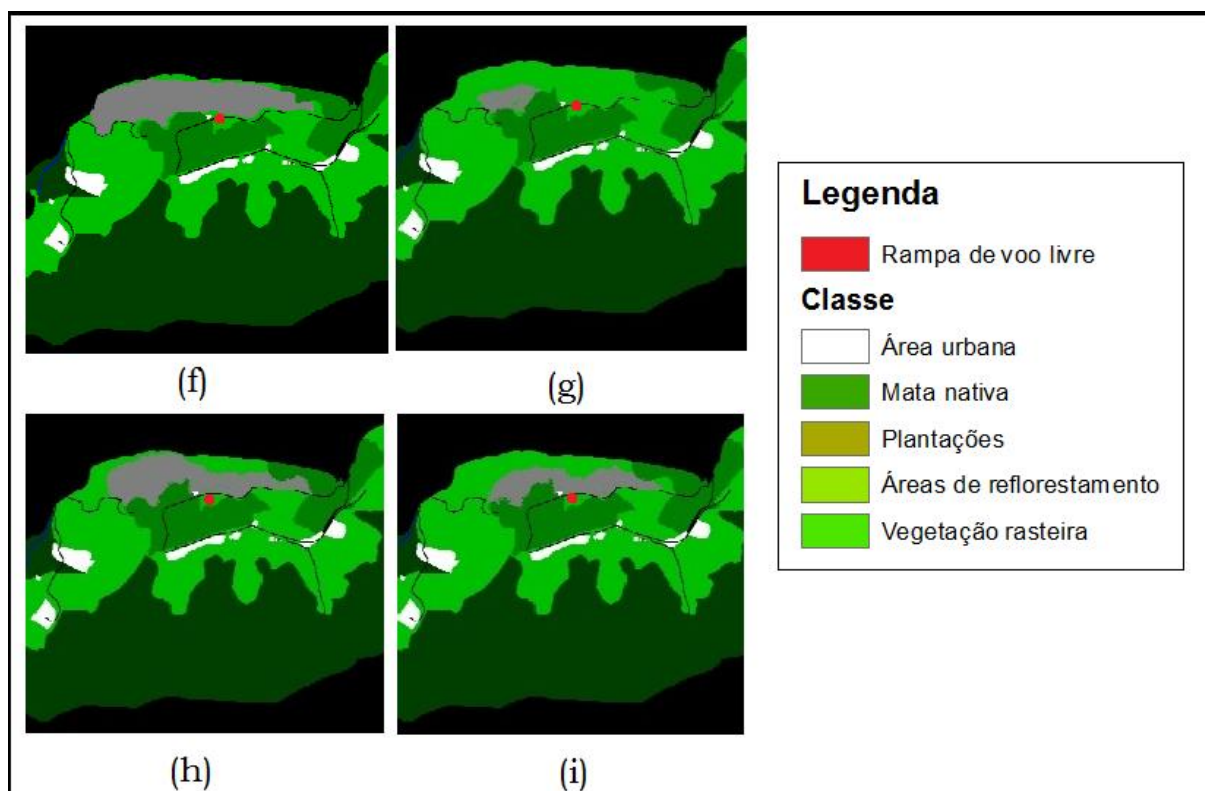 (f)
(g)
(h)
(i)
Legenda
Rampa de voo livre
Classe
Área urbana
Mata nativa
Plantações
Áreas de reflorestamento
Vegetação rasteira